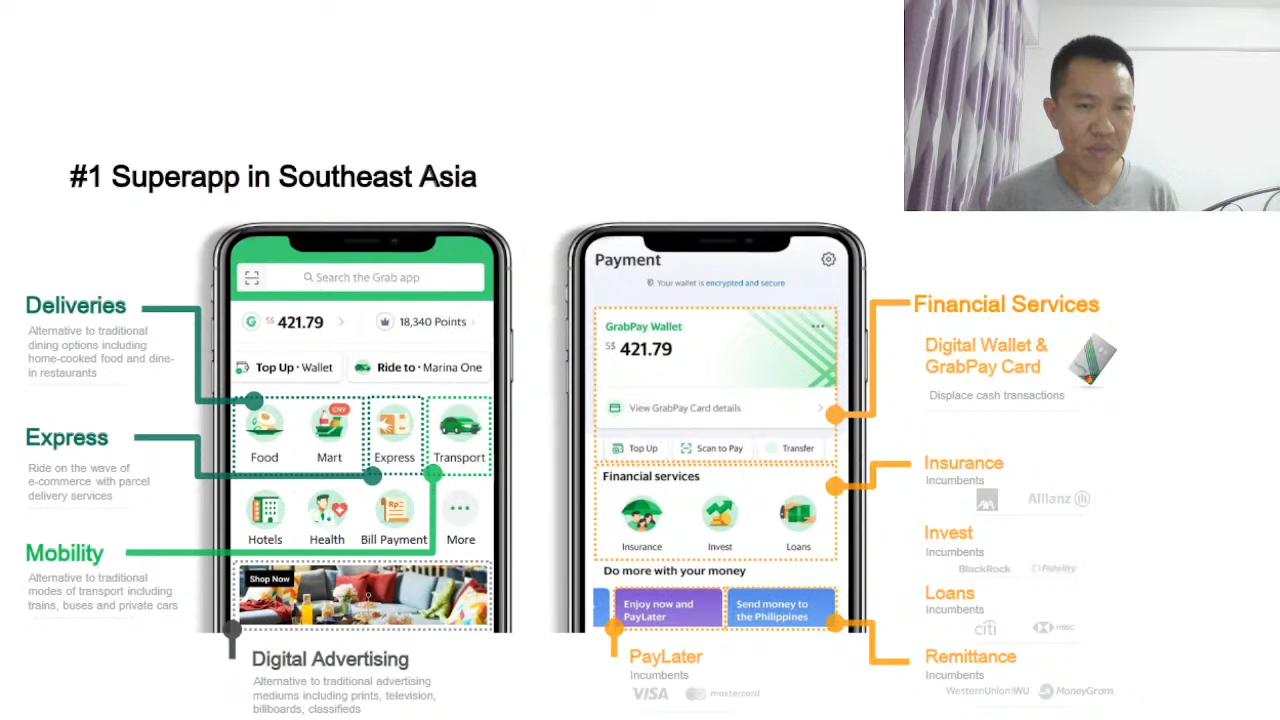 #1 Superapp in Southeast Asia
Deliveries
Alternative to traditional
dining options including
home-cooked food and dine-
in restaurants
Express
Ride on the wave of
e-commerce with parcel
delivery services
Mobility
Alternative to traditional
modes of transport including
trains, buses and private cars
Search the Grab app
G S$ 421.79
18,340 Points
Top Up · Wallet
Ride to · Marina One
CNY
Food Mart Express Transport
Hotels Health Bill Payment More
Rp
Shop Now
Digital Advertising
Alternative to traditional advertising
mediums including prints, television,
billboards, classifieds
Payment
Your wallet is encrypted and secure
GrabPay Wallet
S$ 421.79
View GrabPay Card details
Top Up Scan to Pay Transfer
Financial services
Insurance Invest Loans
Do more with your money
Enjoy now and
PayLater
Send money to
the Philippines
PayLater
Incumbents
VISA mastercard
Financial Services
Digital Wallet &
GrabPay Card
Displace cash transactions
Insurance
Incumbents
AXA Allianz
Invest
Incumbents
BlackRock Fidelity
Loans
Incumbents
citi HSBC
Remittance
Incumbents
WesternUnion WU MoneyGram